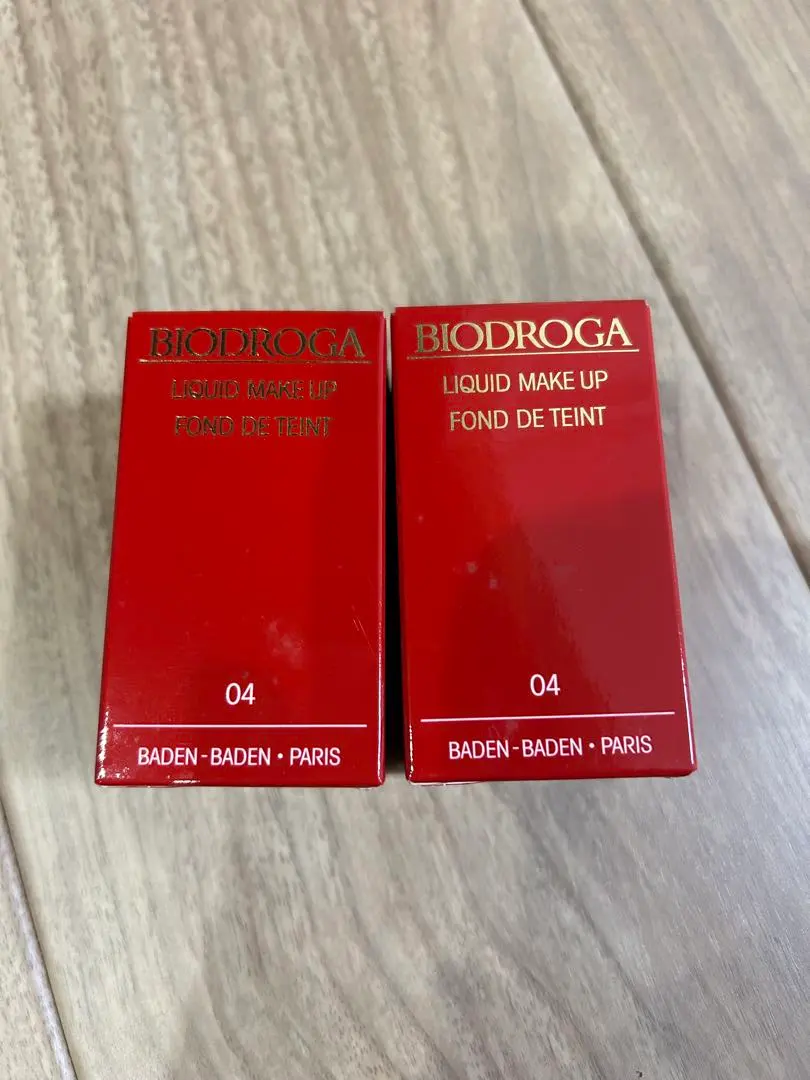 BIODROGA
LIQUID MAKE UP
FOND DE TEINT
04
BADEN-BADEN • PARIS
BIODROGA
LIQUID MAKE UP
FOND DE TEINT
04
BADEN-BADEN • PARIS